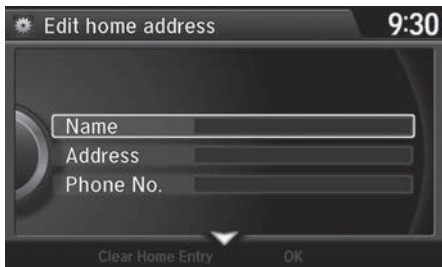 Edit home address
9:30
Name
Address
Phone No.
Clear Home Entry
OK